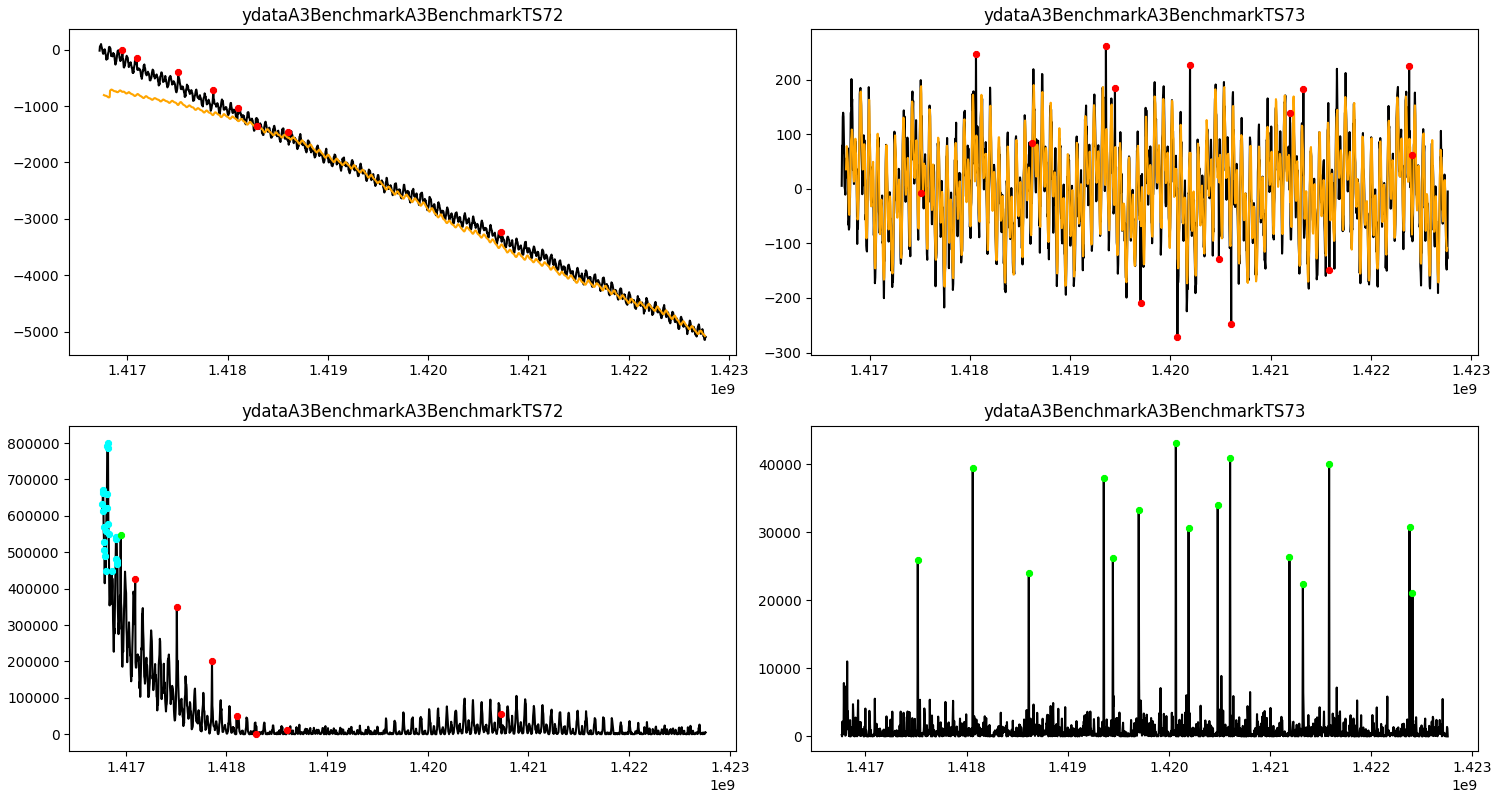 ydataA3BenchmarkA3BenchmarkTS72
0
−1000
−2000
−3000
−4000
−5000
1.417 1.418 1.419 1.420 1.421 1.422 1.423
1e9
ydataA3BenchmarkA3BenchmarkTS73
200
100
0
−100
−200
−300
1.417 1.418 1.419 1.420 1.421 1.422 1.423
1e9
ydataA3BenchmarkA3BenchmarkTS72
800000
700000
600000
500000
400000
300000
200000
100000
0
1.417 1.418 1.419 1.420 1.421 1.422 1.423
1e9
ydataA3BenchmarkA3BenchmarkTS73
40000
30000
20000
10000
0
1.417 1.418 1.419 1.420 1.421 1.422 1.423
1e9